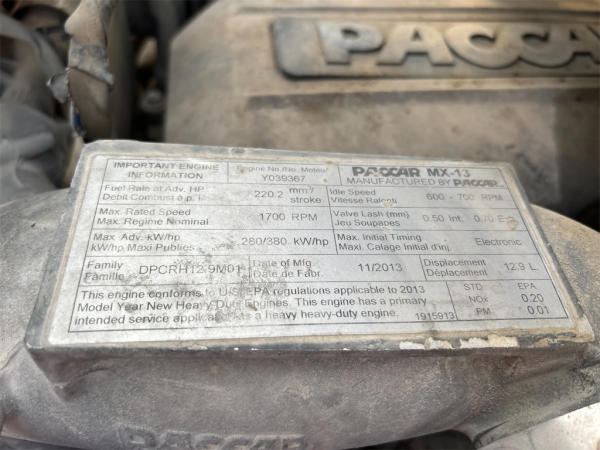 PACCAR
IMPORTANT ENGINE INFORMATION
Engine No./No. Moteur
Y039367
PACCAR MX-13
MANUFACTURED BY PACCAR
Fuel Rate at Adv. HP
Debit Combust a p.
220.2 mm³/stroke
Idle Speed
Vitesse Ralenti
600 - 700 RPM
Max. Rated Speed
Max. Regime Nominal
1700 RPM
Valve Lash (mm)
Jeu Soupapes
0.50 Int. 0.70
Max. Adv. kW/hp
kW/hp Maxi Publies
280/380 kW/hp
Max. Initial Timing
Maxi. Calage Initial d'inj.
Electronic
Family
Famille
DPCRH12.9M01
Date of Mfg.
Date de Fabr.
11/2013
Displacement
Déplacement
12.9 L
This engine conforms to U.S. EPA regulations applicable to 2013
Model Year New Heavy Duty Engines. This engine has a primary
intended service application as a heavy heavy-duty engine. 1915913
STD EPA
NOx 0.20
PM 0.01
PACCAR